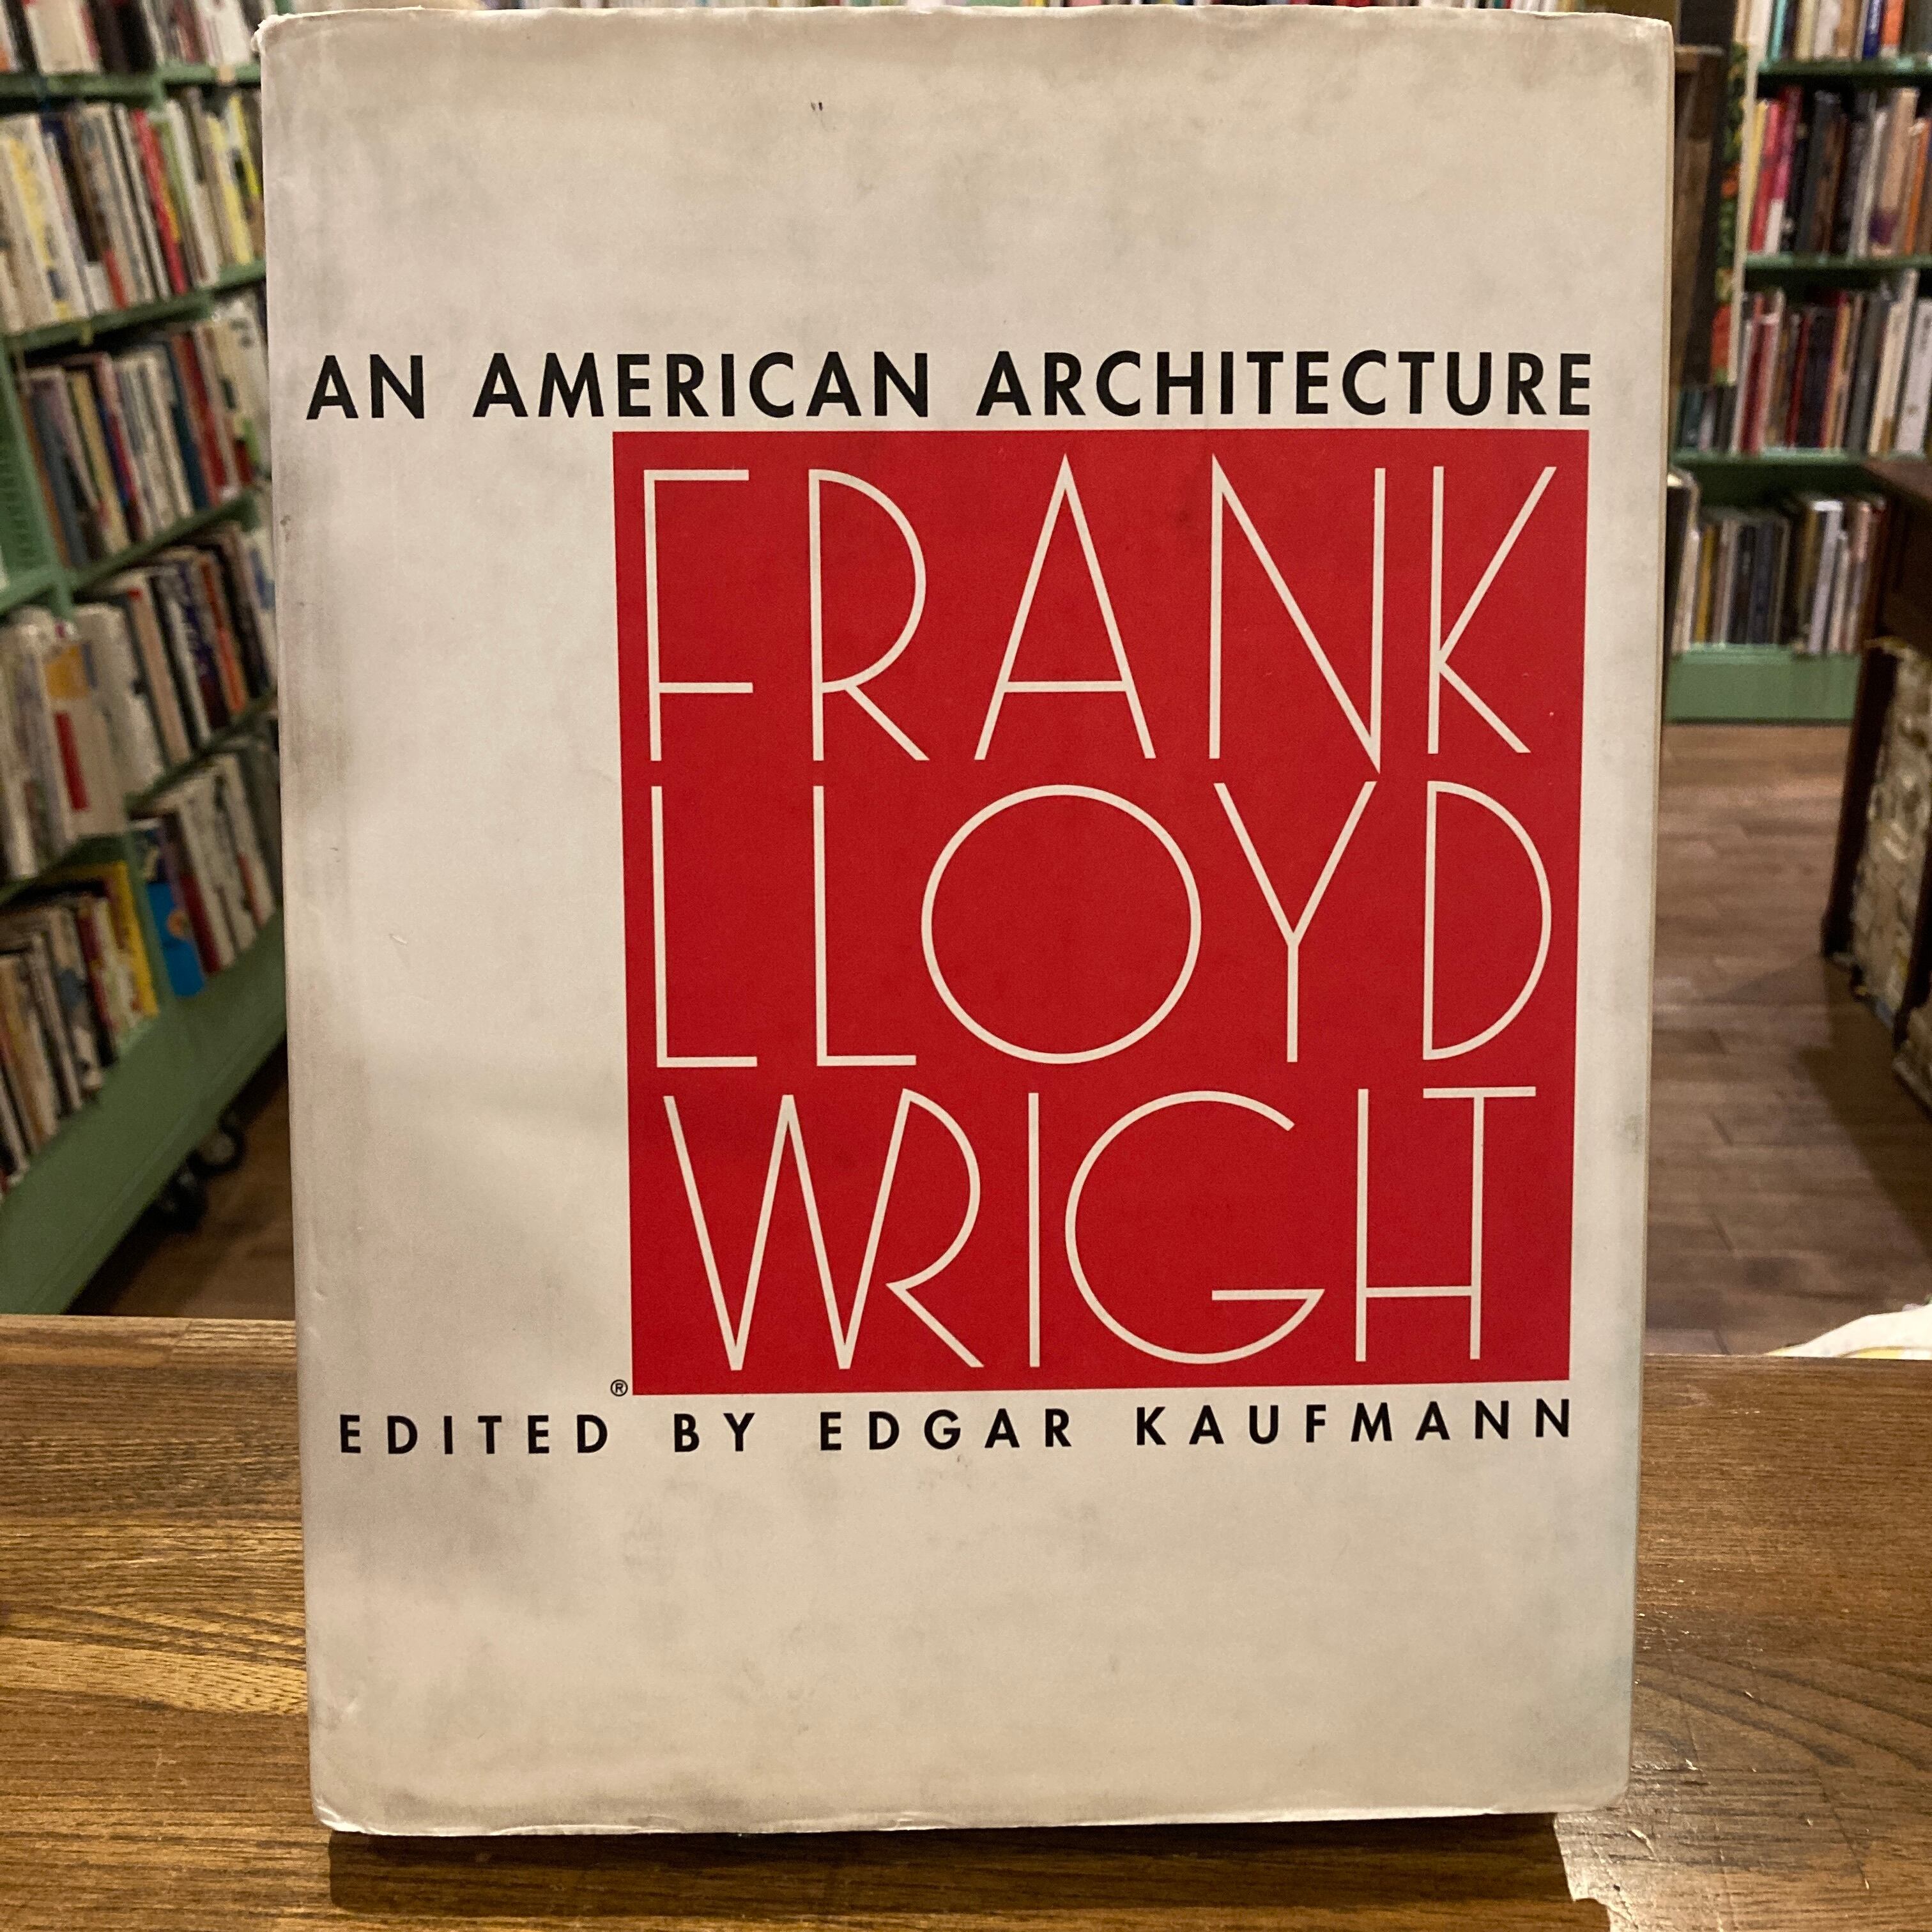 AN AMERICAN ARCHITECTURE
FRANK
LLOYD
WRIGHT
®
EDITED BY EDGAR KAUFMANN